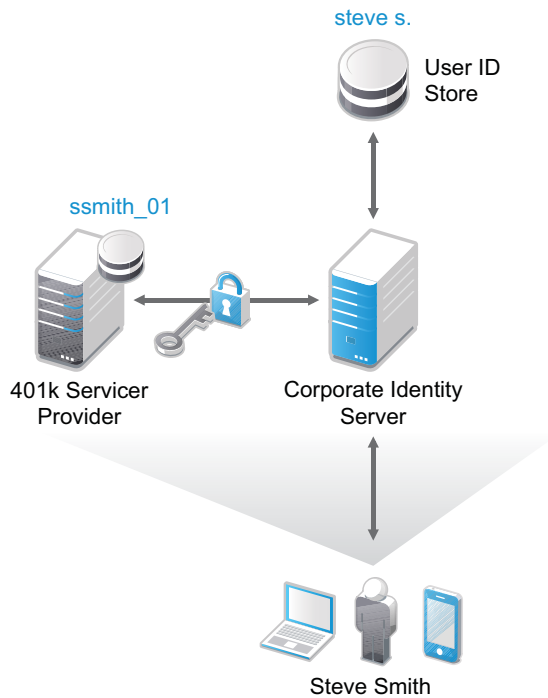 steve s.
User ID
Store
ssmith_01
401k Servicer
Provider
Corporate Identity
Server
Steve Smith